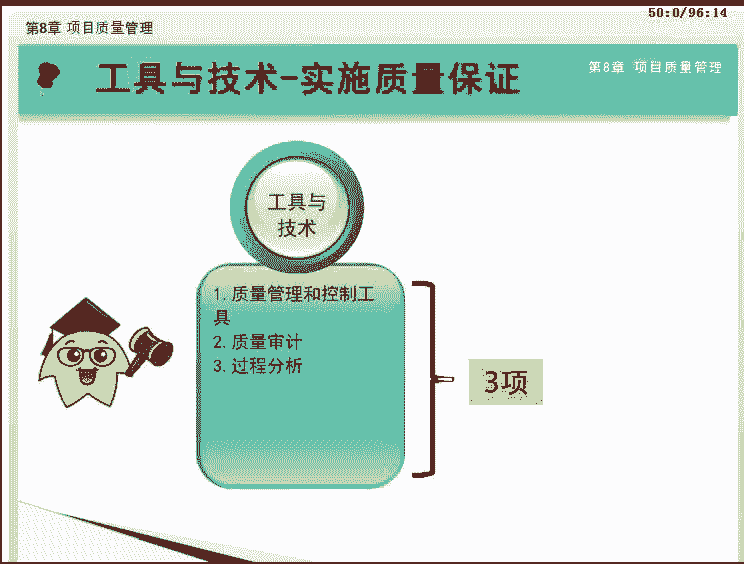 50:0/96:14
第8章 项目质量管理
工具与技术-实施质量保证
第8章 项目质量管理
工具与
技术
1.质量管理和控制工
具
2.质量审计
3.过程分析
3项